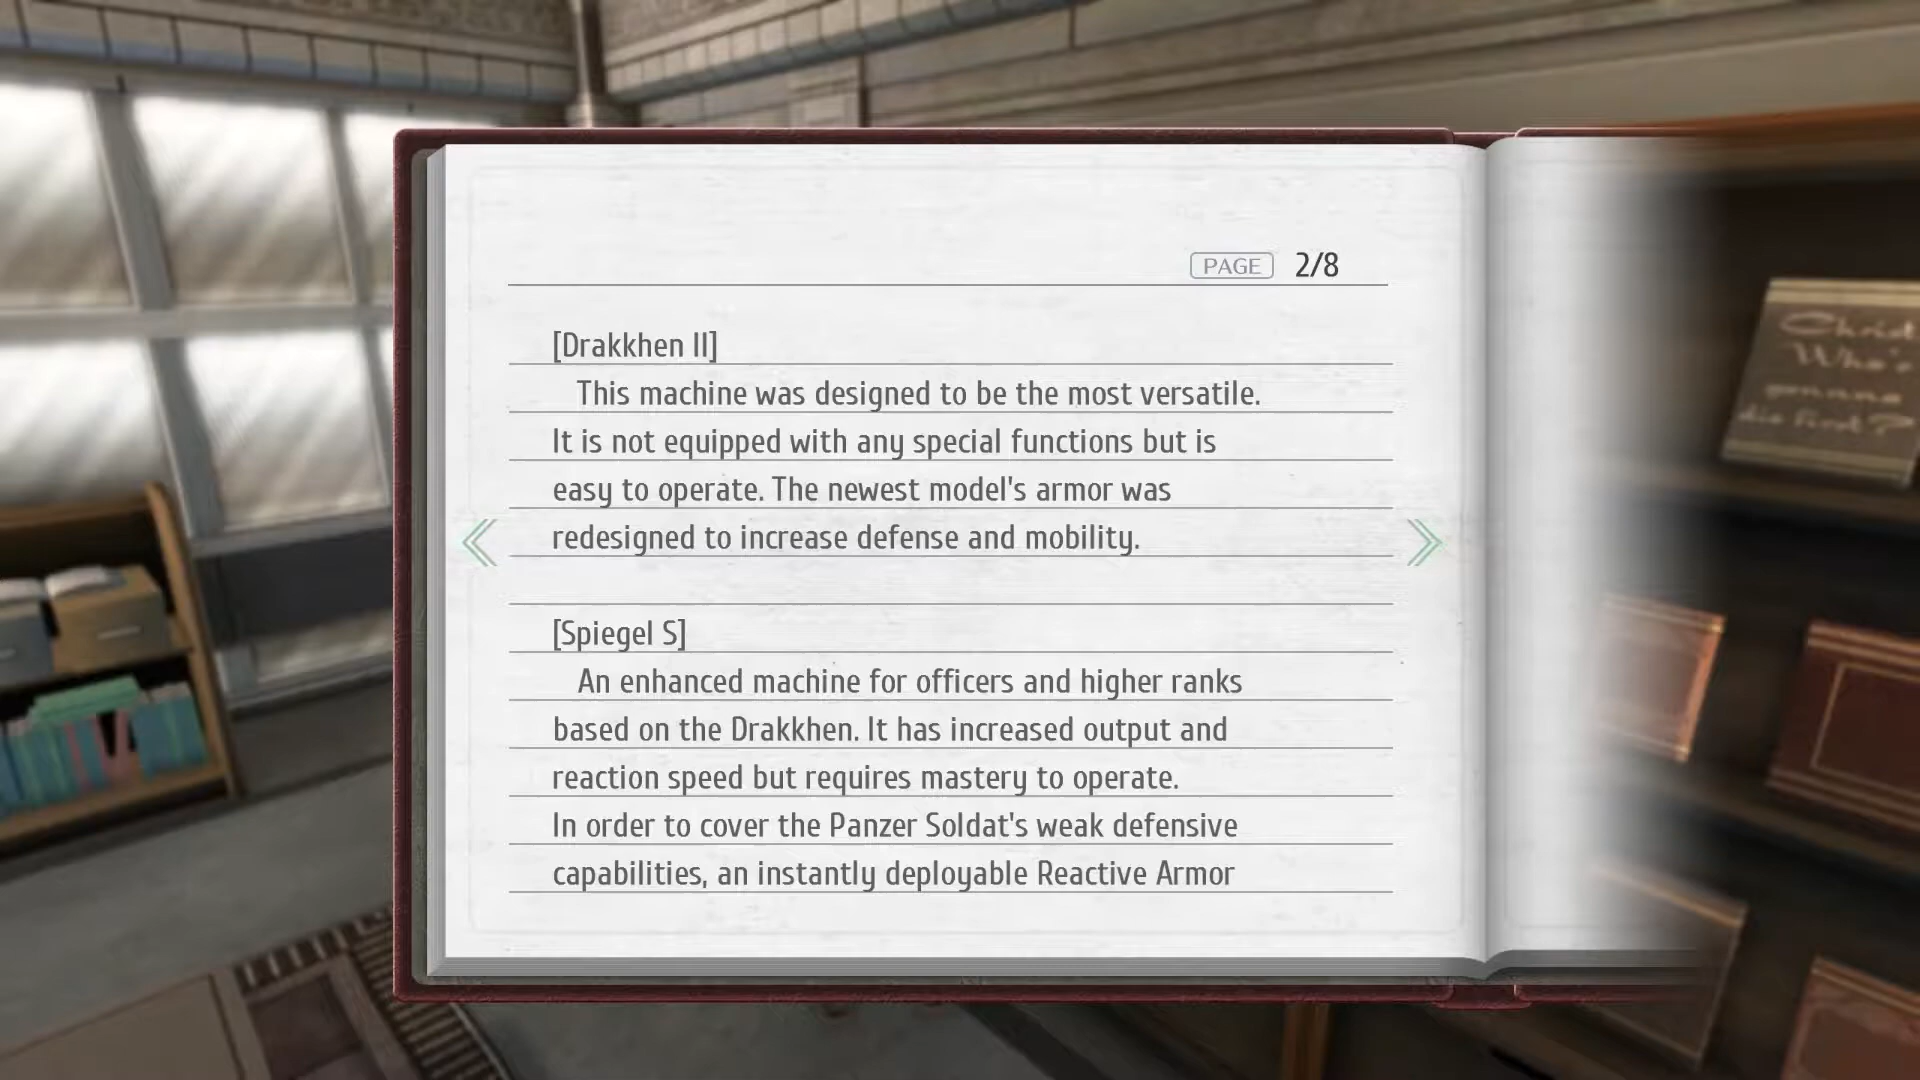 PAGE 2/8
[Drakkhen II]
This machine was designed to be the most versatile.
It is not equipped with any special functions but is
easy to operate. The newest model's armor was
redesigned to increase defense and mobility.
[Spiegel S]
An enhanced machine for officers and higher ranks
based on the Drakkhen. It has increased output and
reaction speed but requires mastery to operate.
In order to cover the Panzer Soldat's weak defensive
capabilities, an instantly deployable Reactive Armor
Who's
gonna
die first?